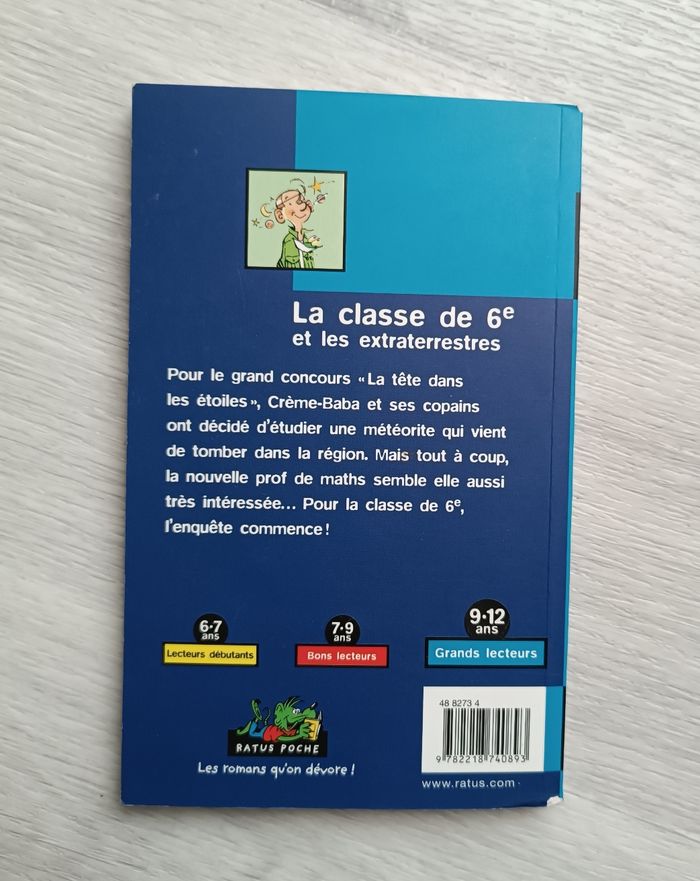 La classe de 6e
et les extraterrestres
Pour le grand concours « La tête dans
les étoiles », Crème-Baba et ses copains
ont décidé d'étudier une météorite qui vient
de tomber dans la région. Mais tout à coup,
la nouvelle prof de maths semble elle aussi
très intéressée... Pour la classe de 6e,
l'enquête commence !
6-7
ans
Lecteurs débutants
7-9
ans
Bons lecteurs
9-12
ans
Grands lecteurs
RATUS POCHE
Les romans qu'on dévore !
48 8273 4
9 782218 740893
www.ratus.com